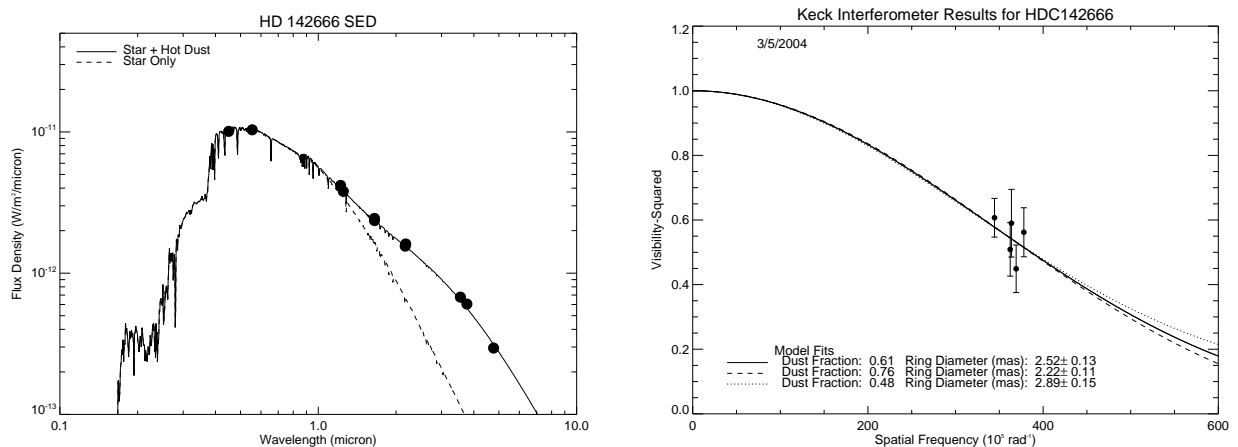 HD 142666 SED
Star + Hot Dust
Star Only
Flux Density (W/m²/micron)
10⁻¹¹
10⁻¹²
10⁻¹³
0.1
1.0
10.0
Wavelength (micron)
Keck Interferometer Results for HDC142666
3/5/2004
Visibility-Squared
1.2
1.0
0.8
0.6
0.4
0.2
0.0
Model Fits
Dust Fraction: 0.61 Ring Diameter (mas): 2.52± 0.13
Dust Fraction: 0.76 Ring Diameter (mas): 2.22± 0.11
Dust Fraction: 0.48 Ring Diameter (mas): 2.89± 0.15
0
200
400
600
Spatial Frequency (10⁵ rad⁻¹)